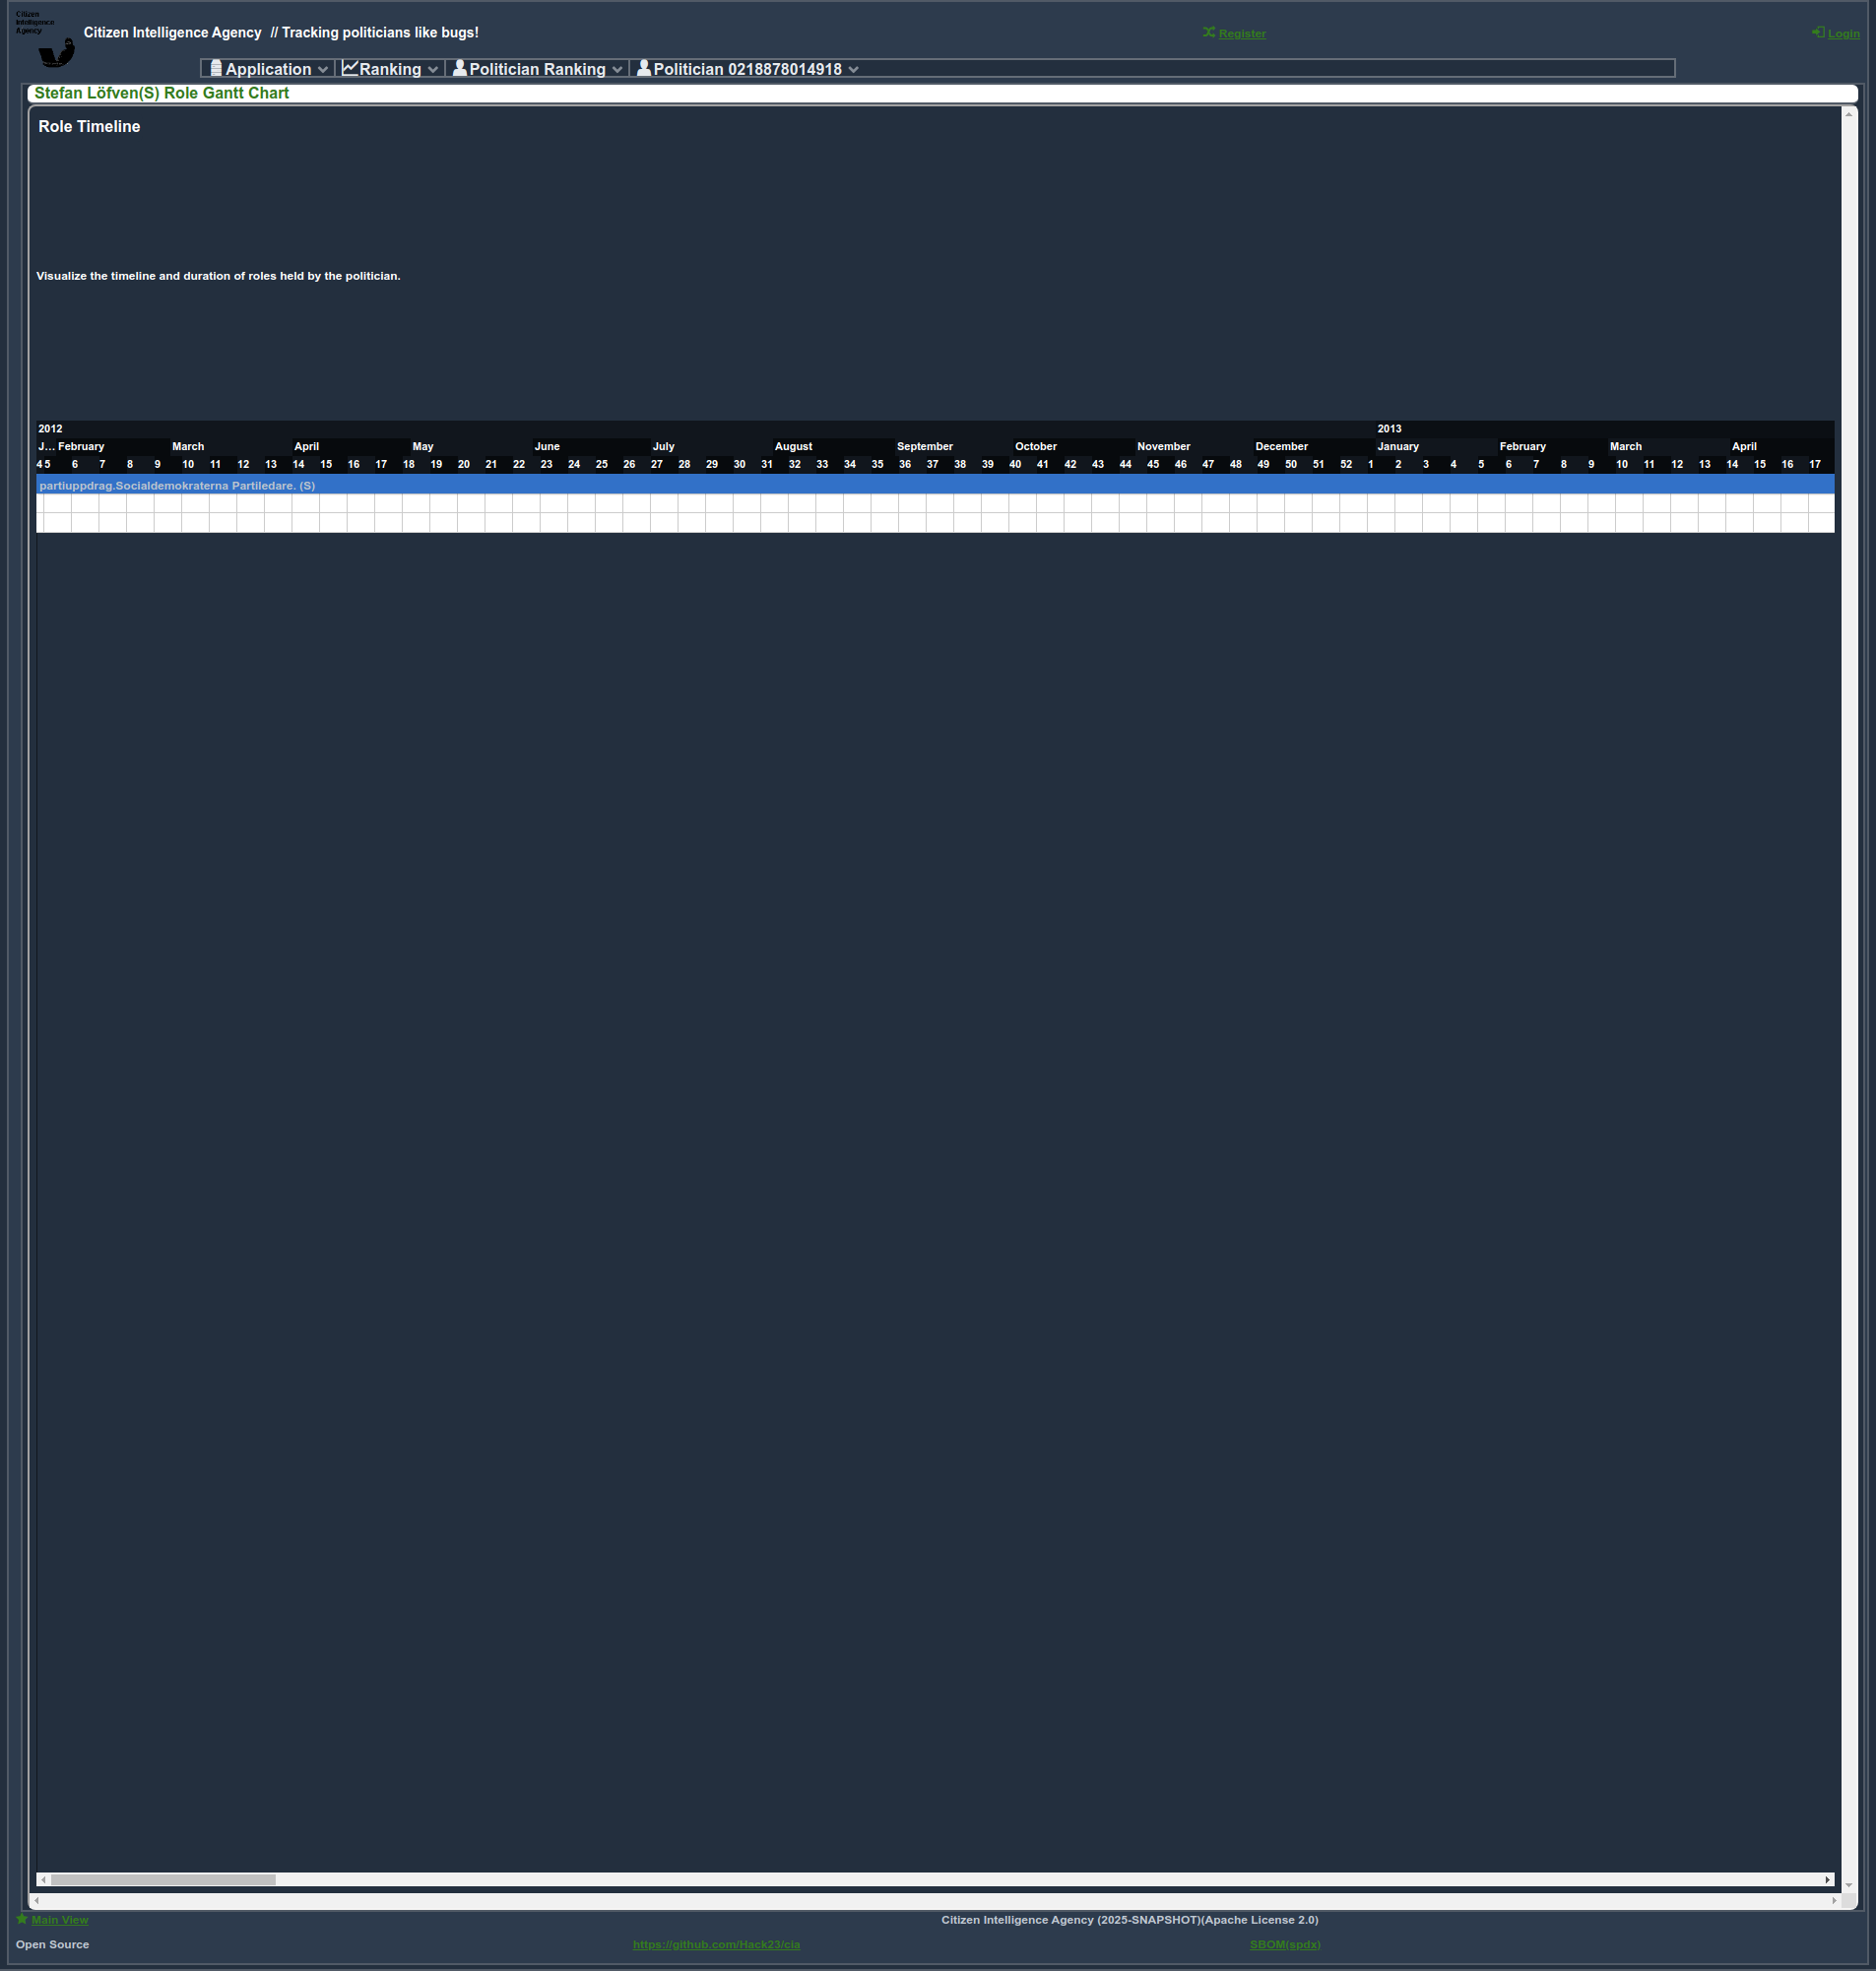 Citizen
Intelligence
Agency
Citizen Intelligence Agency // Tracking politicians like bugs!
Register
Login
Application Ranking Politician Ranking Politician 0218878014918
Stefan Löfven(S) Role Gantt Chart
Role Timeline
Visualize the timeline and duration of roles held by the politician.
2012 2013
J... February March April May June July August September October November December January February March April
4 5 6 7 8 9 10 11 12 13 14 15 16 17 18 19 20 21 22 23 24 25 26 27 28 29 30 31 32 33 34 35 36 37 38 39 40 41 42 43 44 45 46 47 48 49 50 51 52 1 2 3 4 5 6 7 8 9 10 11 12 13 14 15 16 17
partiuppdrag.Socialdemokraterna Partiledare. (S)
Main View
Citizen Intelligence Agency (2025-SNAPSHOT)(Apache License 2.0)
Open Source
https://github.com/Hack23/cia
SBOM(spdx)